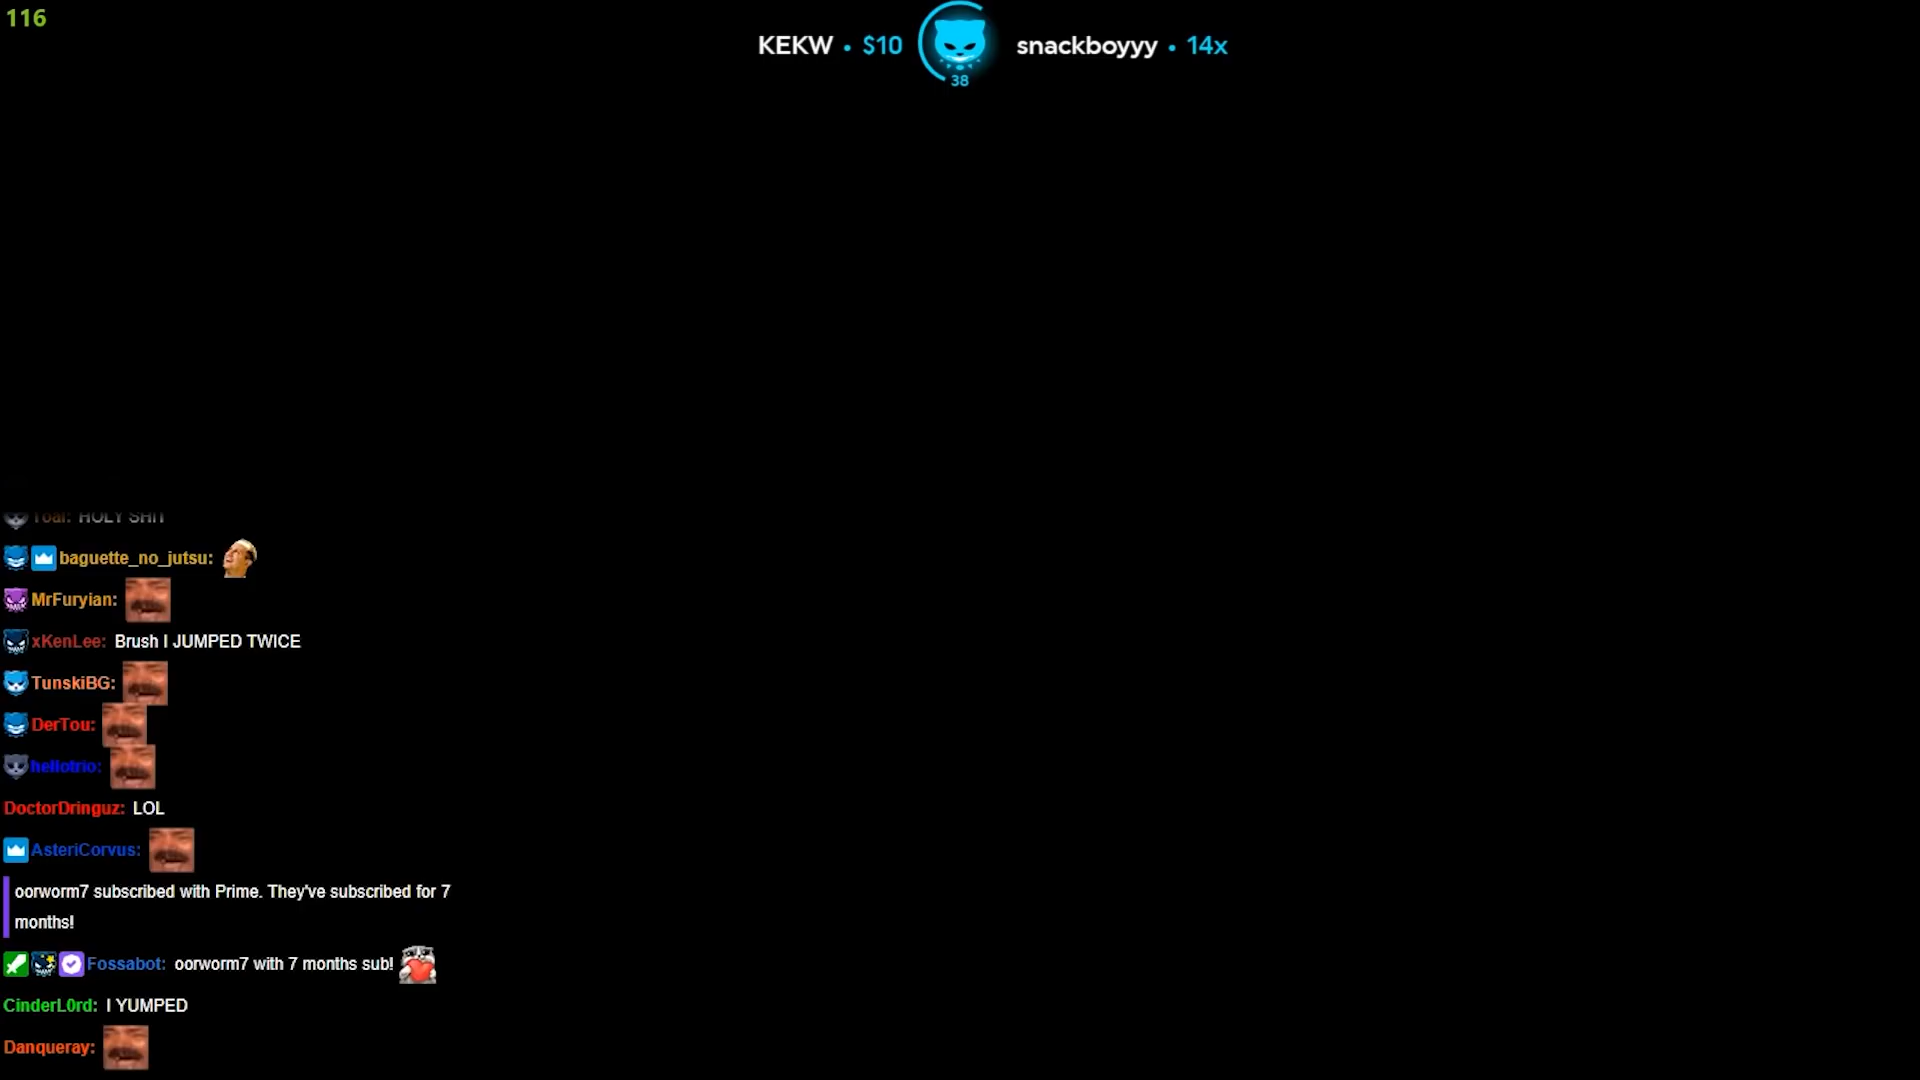 116
KEKW • $10
38
snackboyyy • 14x
Toal: HOLY SHIT
baguette_no_jutsu:
MrFuryian:
xKenLee: Brush I JUMPED TWICE
TunskiBG:
DerTou:
hellotrio:
DoctorDringuz: LOL
AsteriCorvus:
oorworm7 subscribed with Prime. They've subscribed for 7
months!
Fossabot: oorworm7 with 7 months sub!
CinderL0rd: I YUMPED
Danqueray: